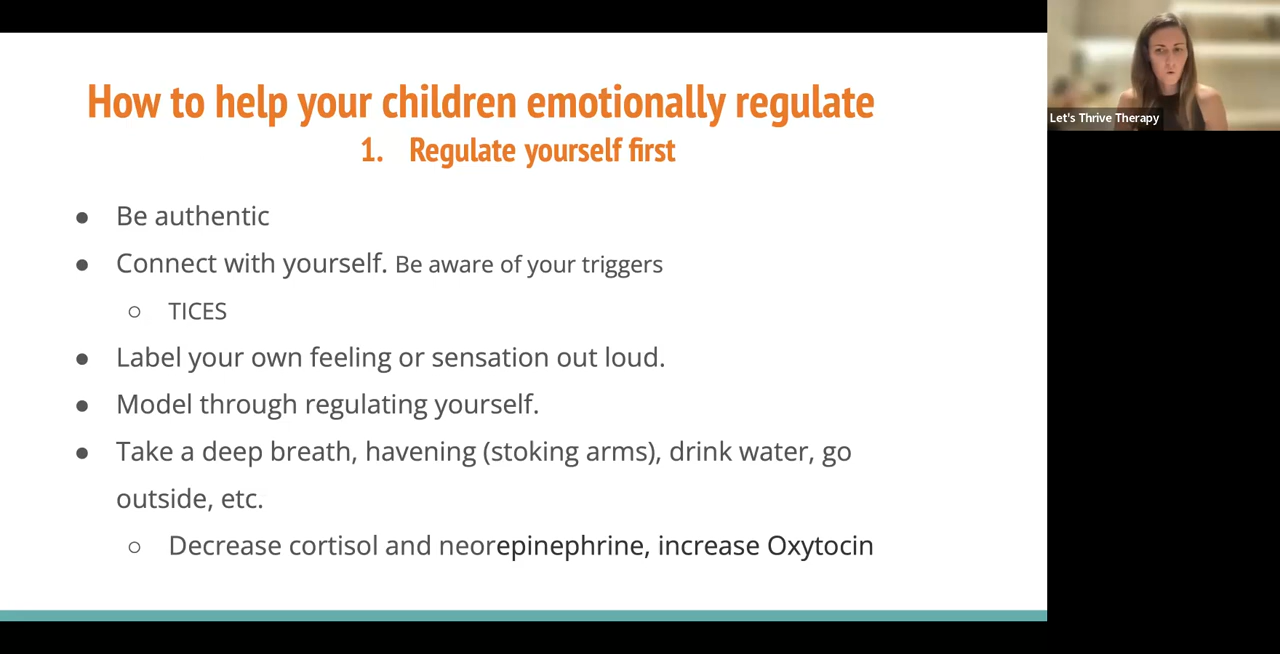 How to help your children emotionally regulate
1. Regulate yourself first
● Be authentic
● Connect with yourself. Be aware of your triggers
○ TICES
● Label your own feeling or sensation out loud.
● Model through regulating yourself.
● Take a deep breath, havening (stoking arms), drink water, go
outside, etc.
○ Decrease cortisol and neorepinephrine, increase Oxytocin
Let's Thrive Therapy